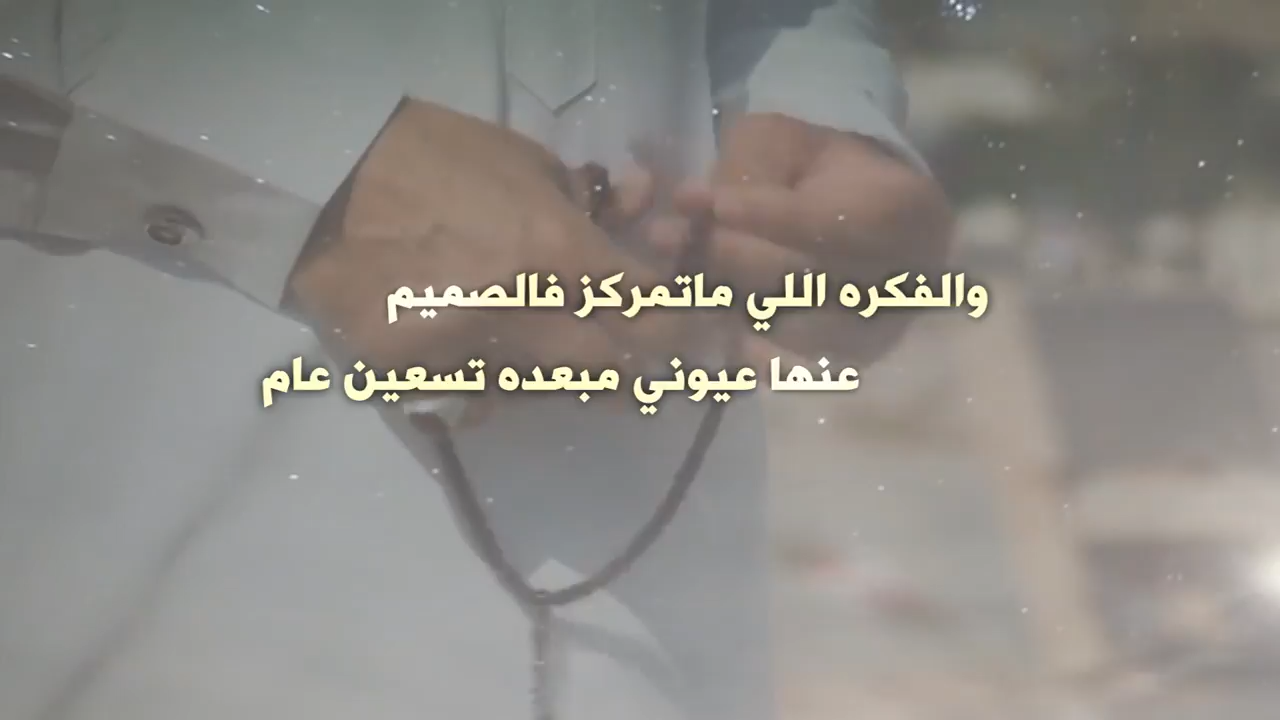 والفكره اللي ماتمركز فالصميم
عنها عيوني مبعده تسعين عام